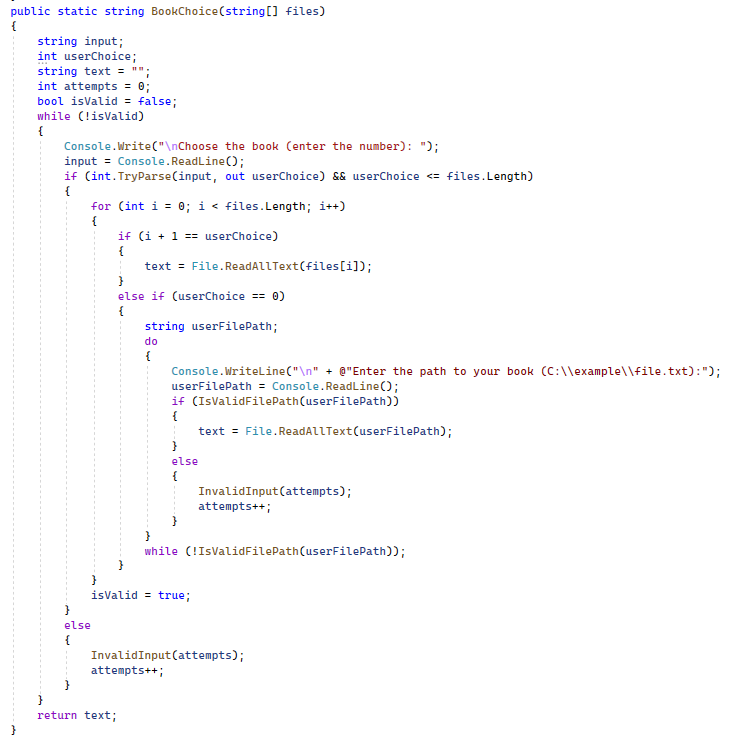 public static string BookChoice(string[] files)
{
    string input;
    int userChoice;
    string text = "";
    int attempts = 0;
    bool isValid = false;
    while (!isValid)
    {
        Console.Write("\nChoose the book (enter the number): ");
        input = Console.ReadLine();
        if (int.TryParse(input, out userChoice) && userChoice <= files.Length)
        {
            for (int i = 0; i < files.Length; i++)
            {
                if (i + 1 == userChoice)
                {
                    text = File.ReadAllText(files[i]);
                }
                else if (userChoice == 0)
                {
                    string userFilePath;
                    do
                    {
                        Console.WriteLine("\n" + @"Enter the path to your book (C:\\example\\file.txt):");
                        userFilePath = Console.ReadLine();
                        if (IsValidFilePath(userFilePath))
                        {
                            text = File.ReadAllText(userFilePath);
                        }
                        else
                        {
                            InvalidInput(attempts);
                            attempts++;
                        }
                    }
                    while (!IsValidFilePath(userFilePath));
                }
            }
            isValid = true;
        }
        else
        {
            InvalidInput(attempts);
            attempts++;
        }
    }
    return text;
}